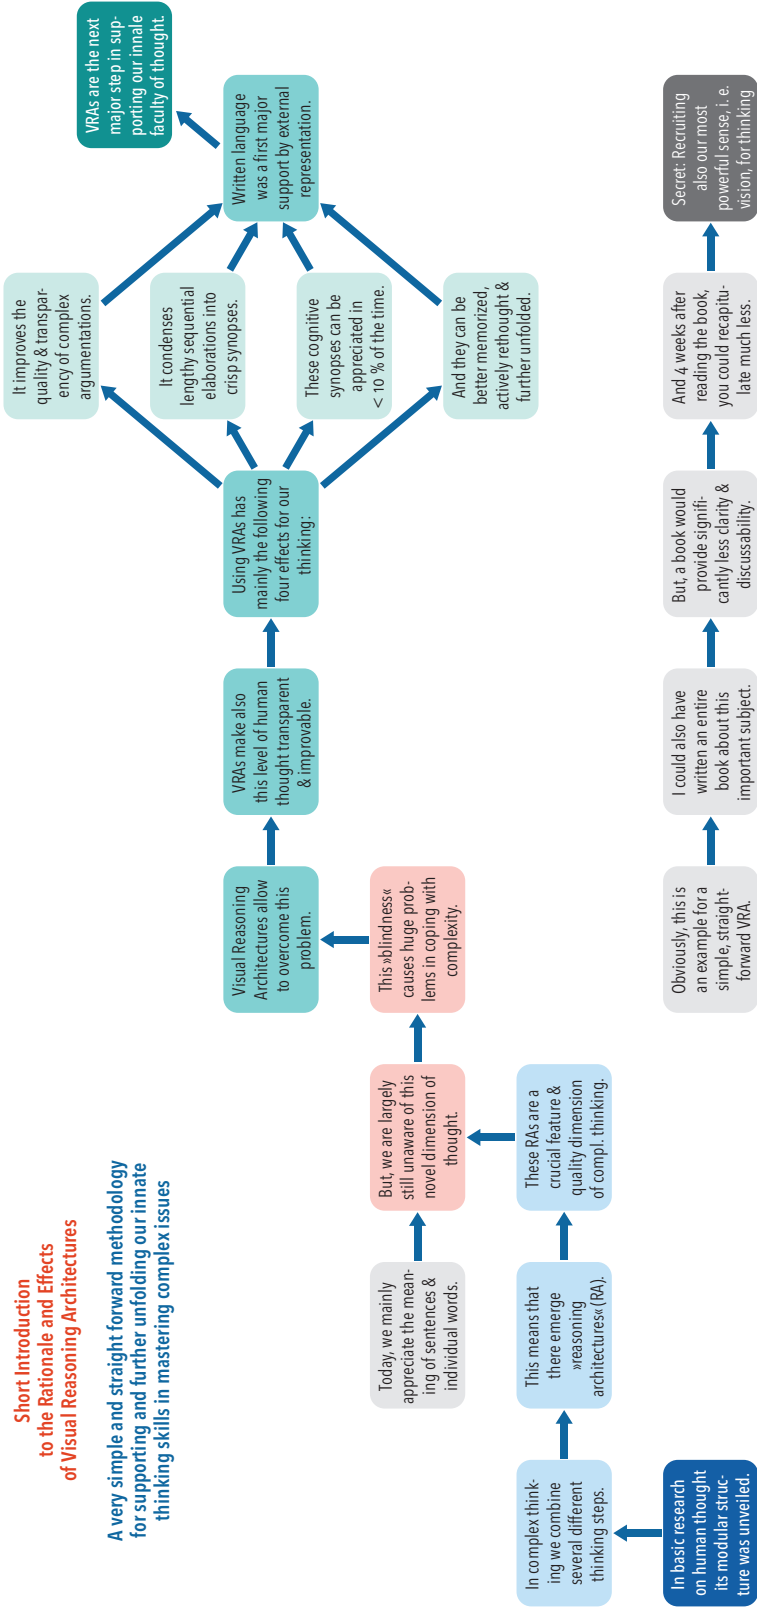 Short Introduction
to the Rationale and Effects
of Visual Reasoning Architectures
A very simple and straight forward methodology
for supporting and further unfolding our innate
thinking skills in mastering complex issues
In basic research
on human thought
its modular struc-
ture was unveiled.
In complex think-
ing we combine
several different
thinking steps.
This means that
there emerge
»reasoning
architectures« (RA).
These RAs are a
crucial feature &
quality dimension
of compl. thinking.
Today, we mainly
appreciate the mean-
ing of sentences &
individual words.
But, we are largely
still unaware of this
novel dimension of
thought.
This »blindness«
causes huge prob-
lems in coping with
complexity.
Visual Reasoning
Architectures allow
to overcome this
problem.
VRAs make also
this level of human
thought transparent
& improvable.
Using VRAs has
mainly the following
four effects for our
thinking:
It improves the
quality & transpar-
ency of complex
argumentations.
It condenses
lengthy sequential
elaborations into
crisp synopses.
These cognitive
synopses can be
appreciated in
< 10 % of the time.
And they can be
better memorized,
actively rethought &
further unfolded.
Written language
was a first major
support by external
representation.
VRAs are the next
major step in sup-
porting our innale
faculty of thought.
Obviously, this is
an example for a
simple, straight-
forward VRA.
I could also have
written an entire
book about this
important subject.
But, a book would
provide signifi-
cantly less clarity &
discussability.
And 4 weeks after
reading the book,
you could recapitu-
late much less.
Secret: Recruiting
also our most
powerful sense, i. e.
vision, for thinking